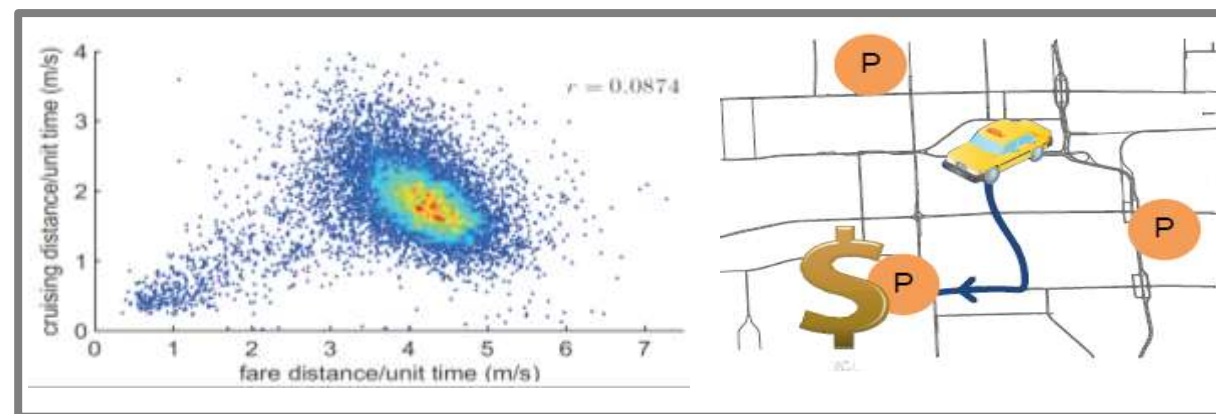 cruising distance/unit time (m/s)
4
3
2
1
0
r = 0.0874
0 1 2 3 4 5 6 7
fare distance/unit time (m/s)
P
P
$
P